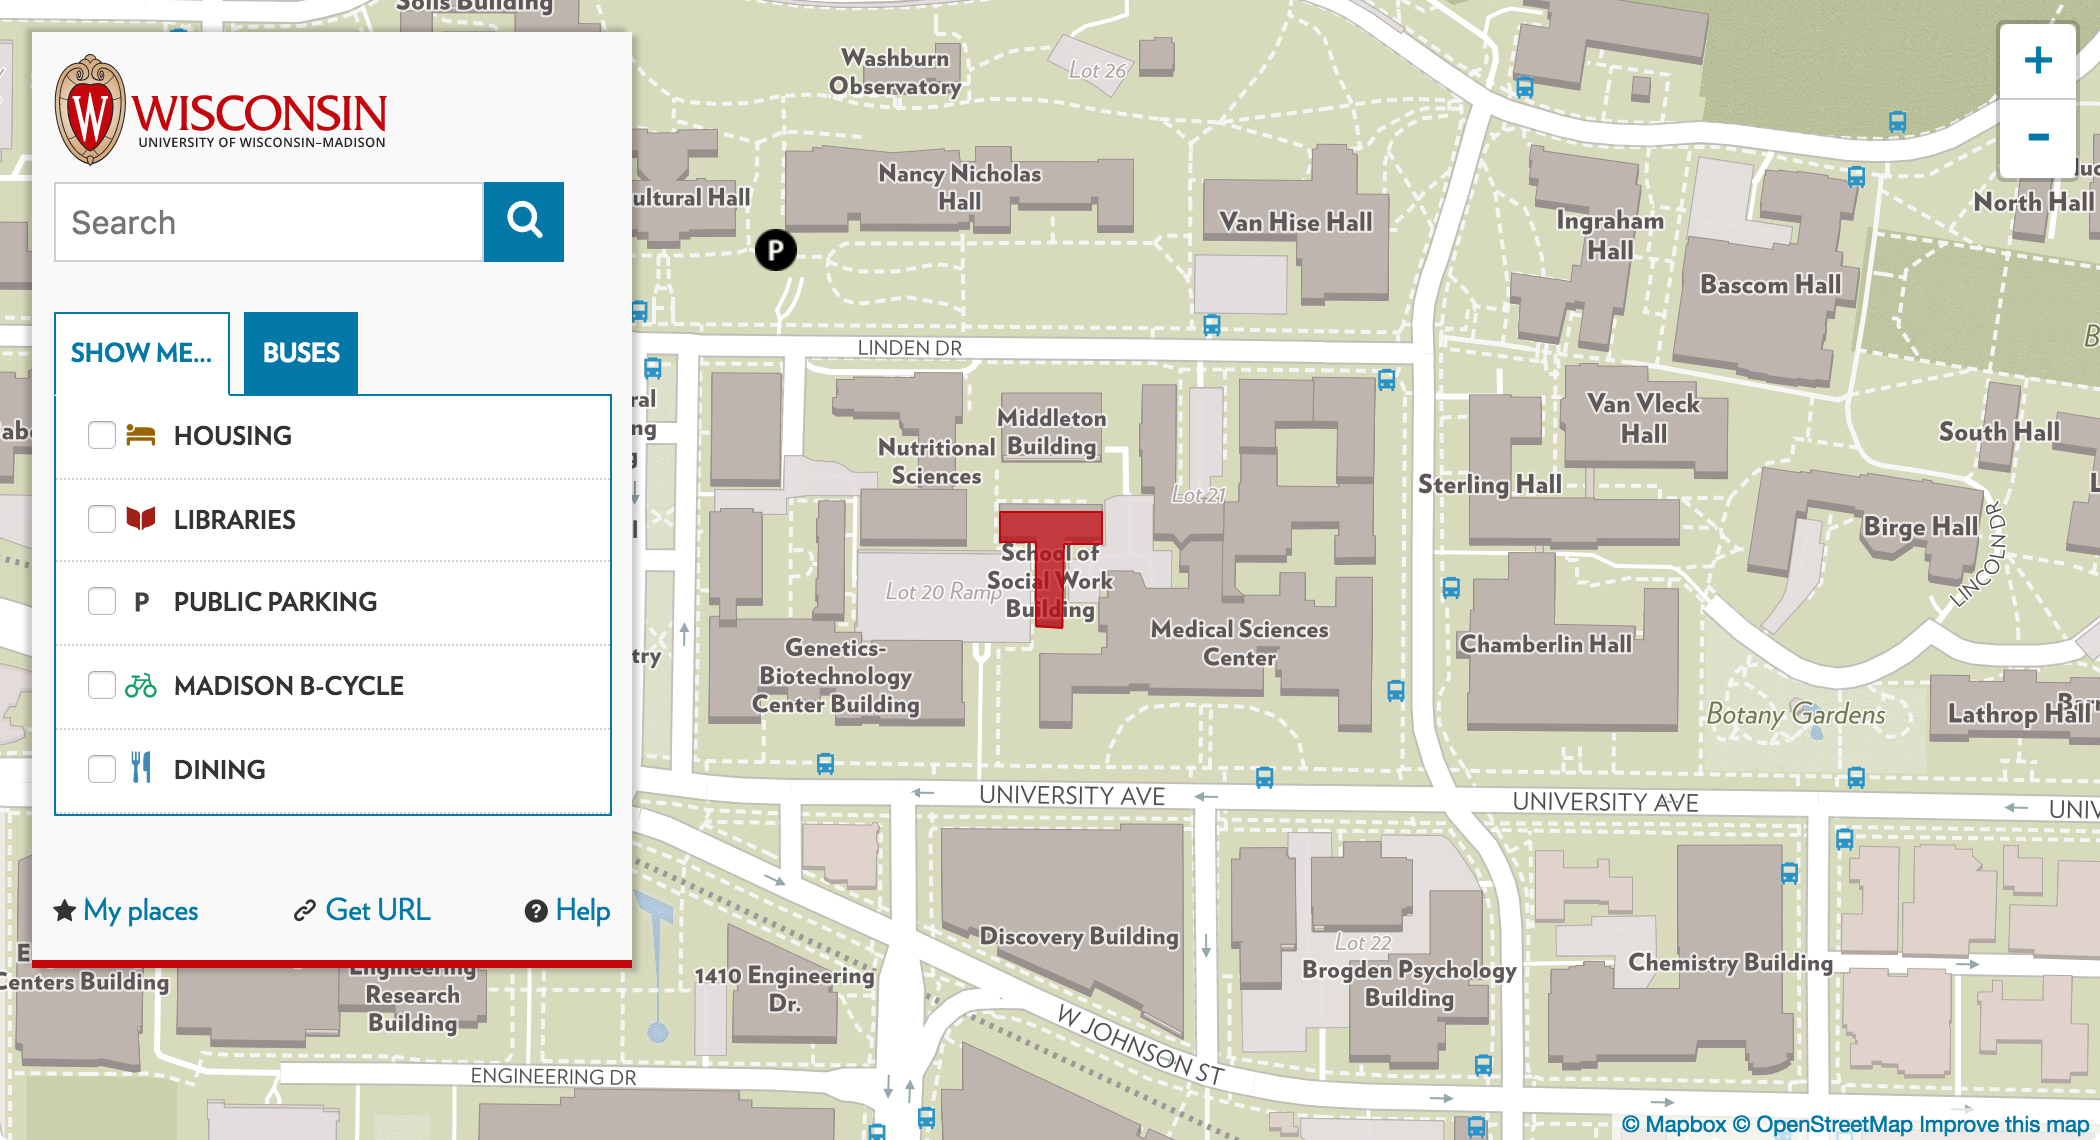 Solls Building
W
WISCONSIN
UNIVERSITY OF WISCONSIN–MADISON
Search
SHOW ME...
BUSES
HOUSING
LIBRARIES
P
PUBLIC PARKING
MADISON B-CYCLE
DINING
My places
Get URL
? Help
Washburn
Observatory
Lot 26
+
-
ultural Hall
Nancy Nicholas
Hall
P
Van Hise Hall
Ingraham
Hall
Bascom Hall
North Hall
LINDEN DR
Middleton
Building
Nutritional
Sciences
Lot 21
Van Vleck
Hall
South Hall
Sterling Hall
Birge Hall
LINCOLN DR
School of
Social Work
Building
Lot 20 Ramp
Genetics-
Biotechnology
Center Building
Medical Sciences
Center
Chamberlin Hall
Botany Gardens
Lathrop Hall
UNIVERSITY AVE
UNIVERSITY AVE
UNIV
Discovery Building
Lot 22
Brogden Psychology
Building
Chemistry Building
1410 Engineering
Dr.
Centers Building
Engineering
Research
Building
W JOHNSON ST
ENGINEERING DR
© Mapbox © OpenStreetMap Improve this map